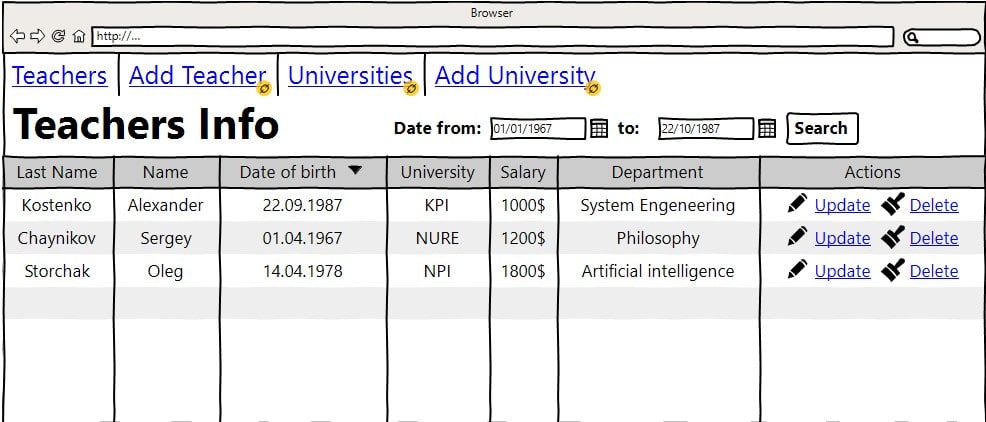 Browser
http://...
Teachers Add Teacher Universities Add University
Teachers Info Date from: 01/01/1967 to: 22/10/1987 Search
Last Name Name Date of birth University Salary Department Actions
Kostenko Alexander 22.09.1987 KPI 1000$ System Engeneering Update Delete
Chaynikov Sergey 01.04.1967 NURE 1200$ Philosophy Update Delete
Storchak Oleg 14.04.1978 NPI 1800$ Artificial intelligence Update Delete